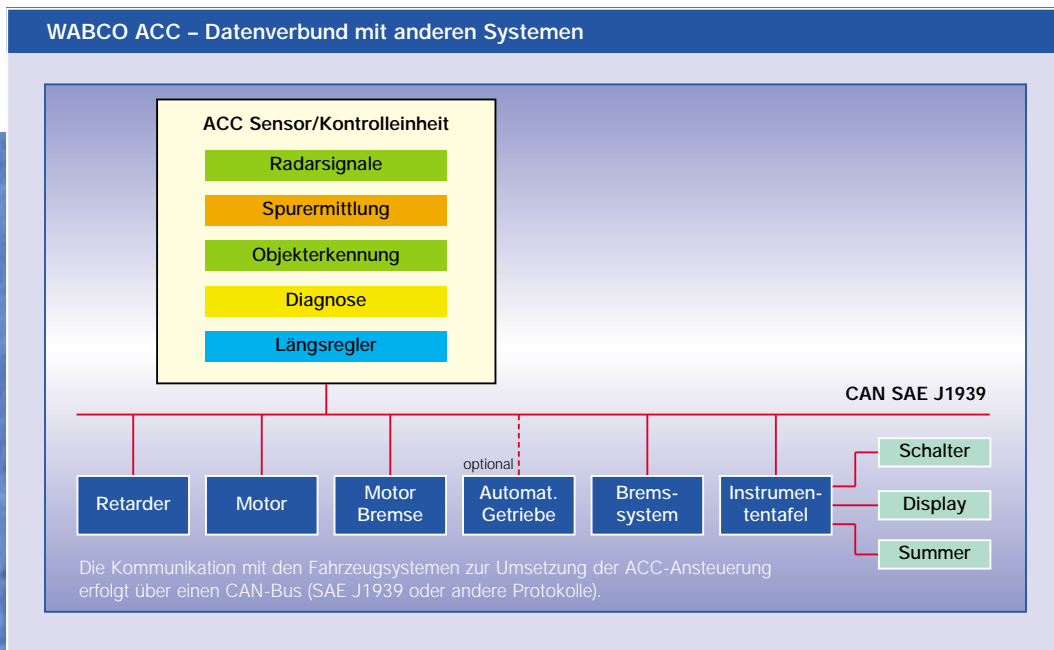 WABCO ACC – Datenverbund mit anderen Systemen
ACC Sensor/Kontrolleinheit
Radarsignale
Spurermittlung
Objekterkennung
Diagnose
Längsregler
CAN SAE J1939
optional
Retarder
Motor
Motor
Bremse
Automat.
Getriebe
Brems-
system
Instrumen-
tentafel
Schalter
Display
Summer
Die Kommunikation mit den Fahrzeugsystemen zur Umsetzung der ACC-Ansteuerung
erfolgt über einen CAN-Bus (SAE J1939 oder andere Protokolle).